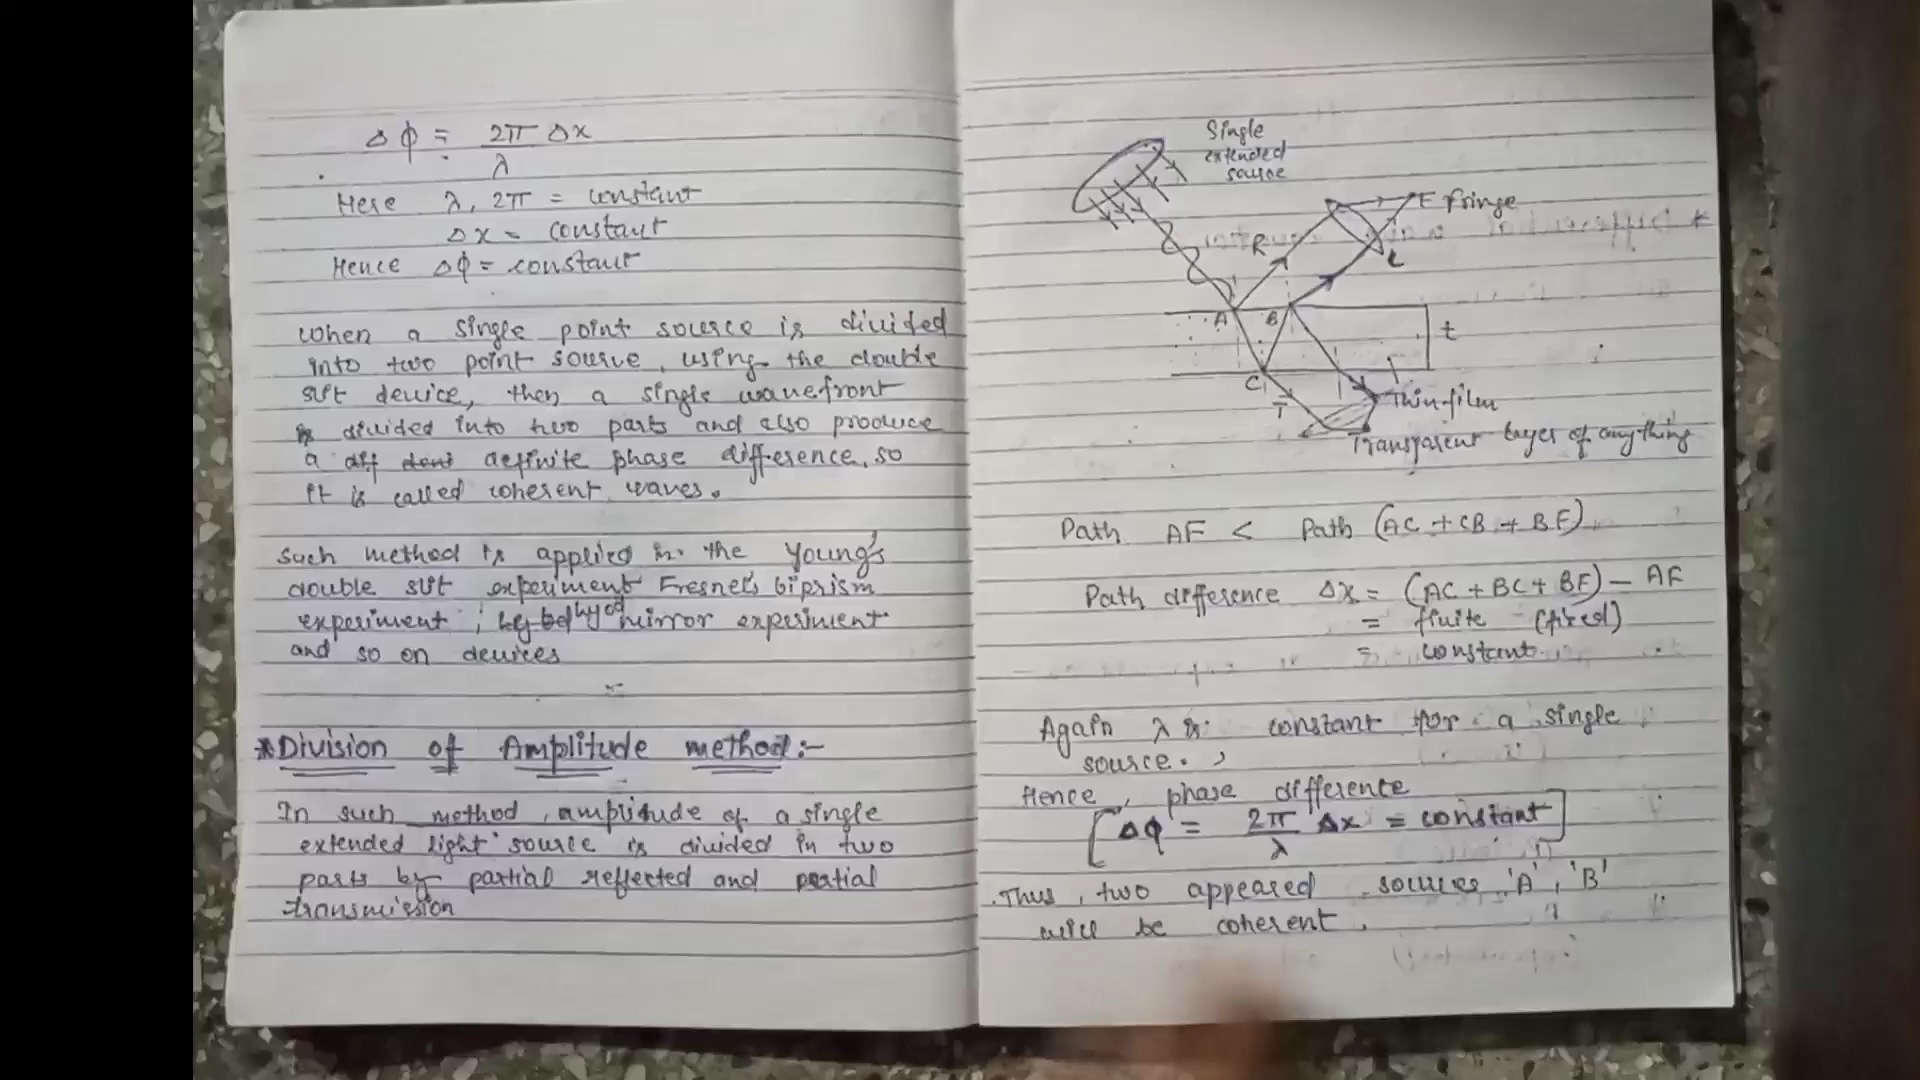 Δϕ = 2π Δx
λ
Here λ, 2π = constant
Δx = constant
Hence Δϕ = constant
When a single point source is divided
into two point source, using the double
slit device, then a single wavefront
is divided into two parts and also produce
a definite phase difference, so
it is called coherent waves.
Such method is applied in the Young's
double slit experiment Fresnel's biprism
experiment, lyod mirror experiment
and so on devices
*Division of Amplitude method:-
In such method, amplitude of a single
extended light source is divided in two
parts by partial reflected and partial
transmission
Single
extended
source
F fringe
R
L
A B
t
C
T
Thin-film
Transparent layer of anything
Path AF < Path (AC + CB + BF)
Path difference Δx = (AC + BC + BF) - AF
= finite (fixed)
= constant.
Again λ is constant for a single
source.
Hence, phase difference
[Δϕ = 2π Δx = constant]
λ
Thus, two appeared sources 'A', 'B'
will be coherent.